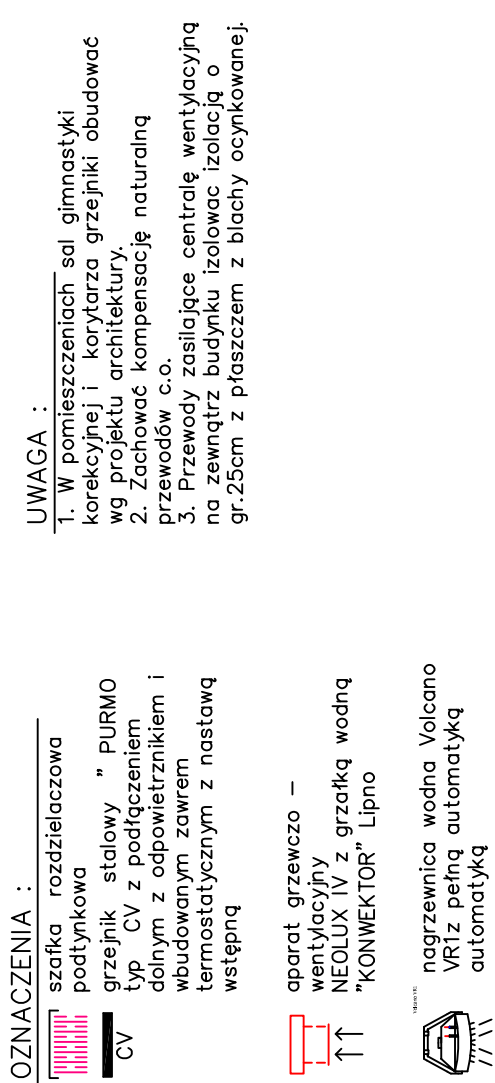 OZNACZENIA :
szafka rozdzielaczowa
podtynkowa
grzejnik stalowy " PURMO
typ CV z podłączeniem
dolnym z odpowietrznikiem i
wbudowanym zawrem
termostatycznym z nastawą
wstępną
CV
aparat grzewczo –
wentylacyjny
NEOLUX IV z grzałką wodną
"KONWEKTOR" Lipno
nagrzewnica wodna Volcano
VR1z pełną automatyką
automatyką
UWAGA :
1. W pomieszczeniach sal gimnastyki
korekcyjnej i korytarza grzejniki obudować
wg projektu architektury.
2. Zachować kompensację naturalną
przewodów c.o.
3. Przewody zasilające centralę wentylacyjną
na zewnątrz budynku izolowac izolacją o
gr.25cm z płaszczem z blachy ocynkowanej.